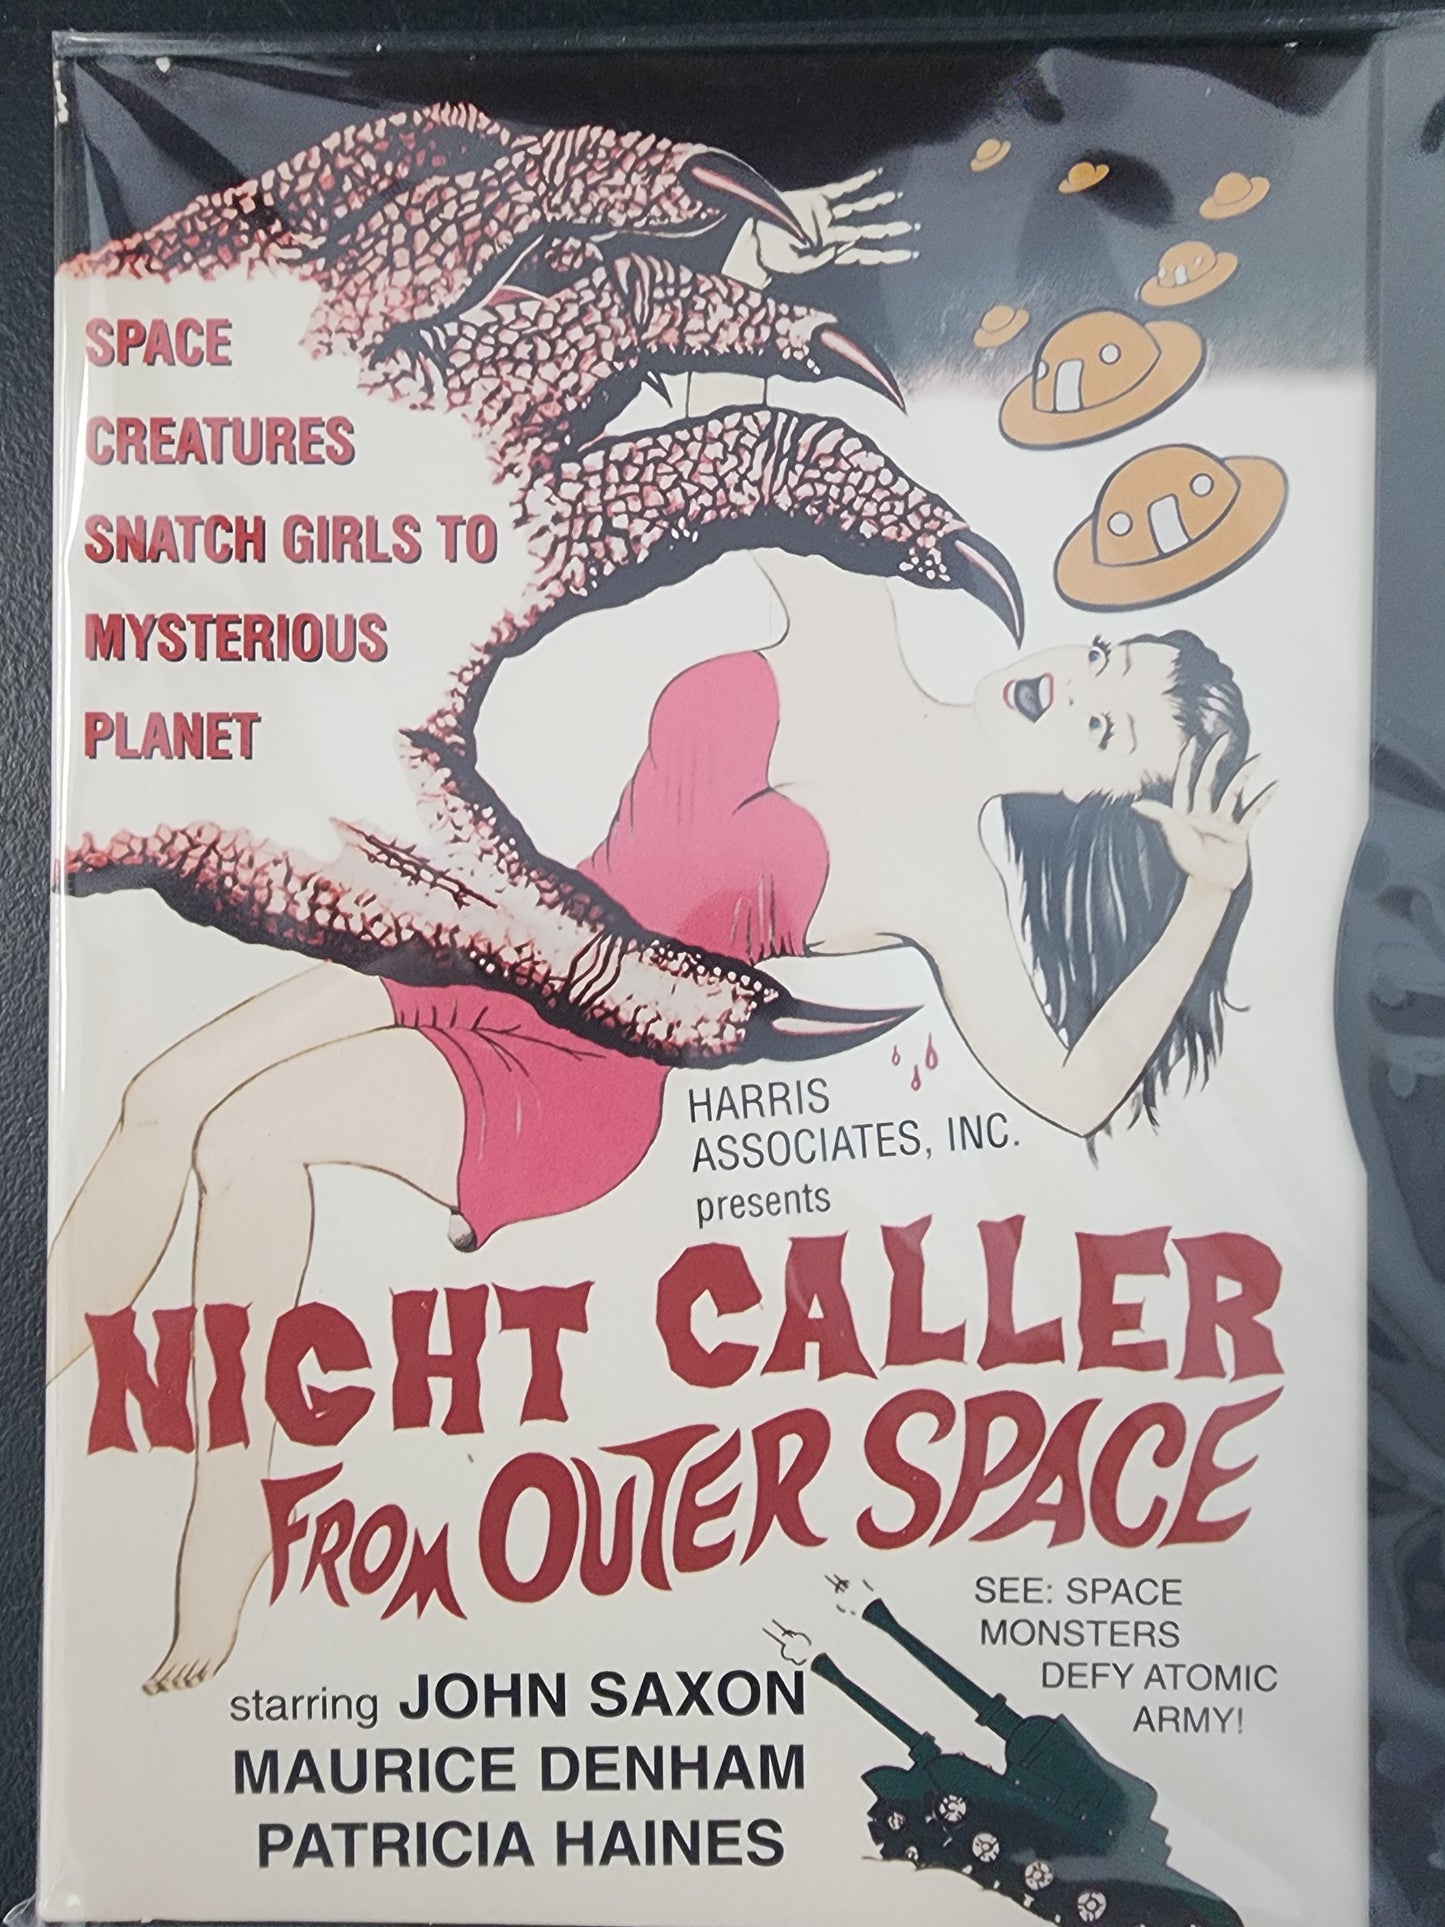 SPACE
CREATURES
SNATCH GIRLS TO
MYSTERIOUS
PLANET
HARRIS
ASSOCIATES, INC.
presents
NIGHT CALLER
FROM OUTER SPACE
SEE: SPACE
MONSTERS
DEFY ATOMIC
ARMY!
starring JOHN SAXON
MAURICE DENHAM
PATRICIA HAINES